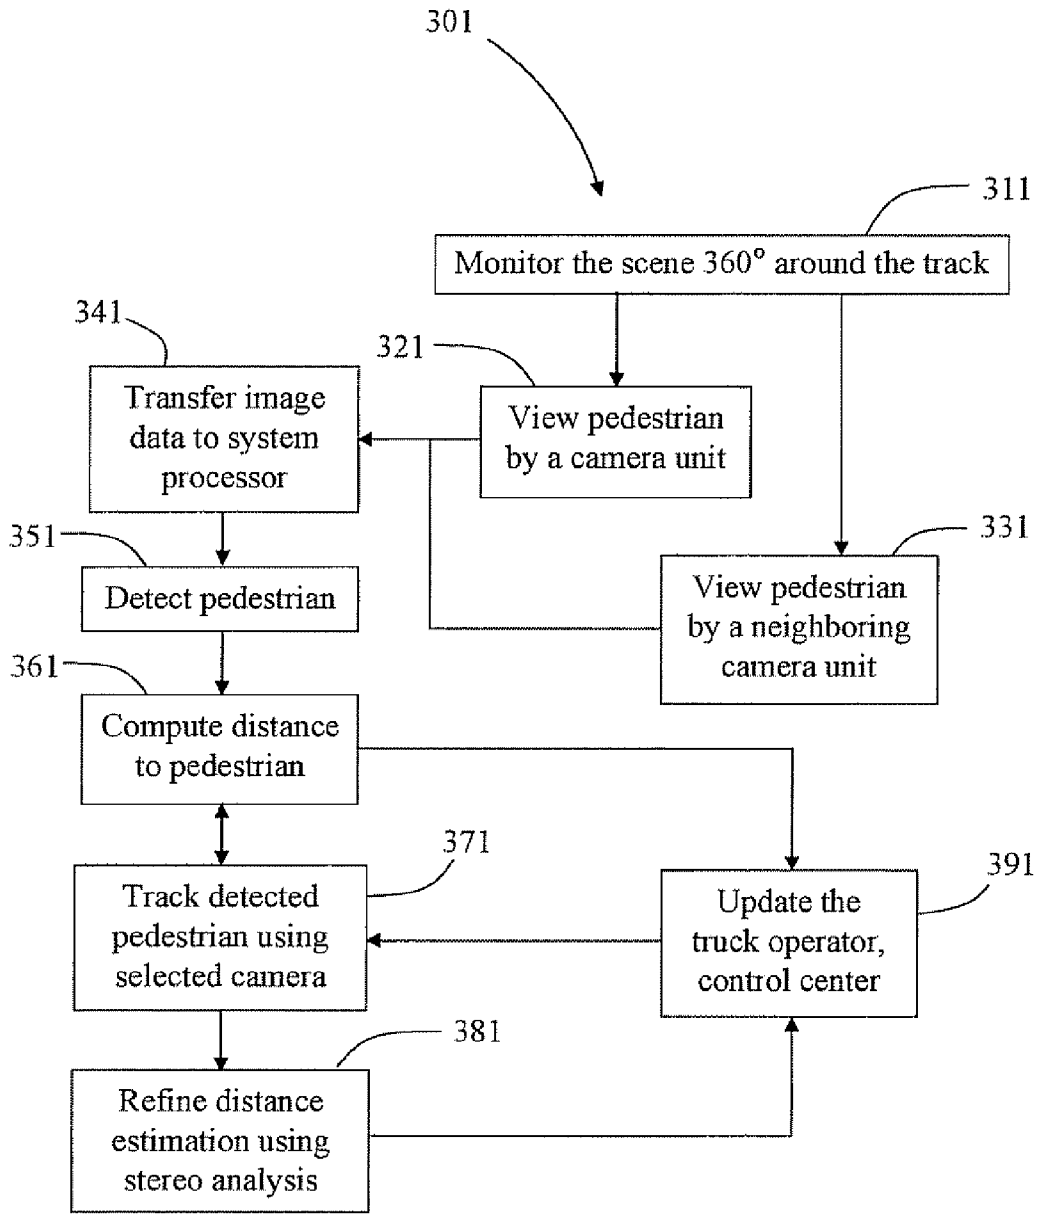 301
311
Monitor the scene 360° around the track
341
321
Transfer image
data to system
processor
View pedestrian
by a camera unit
351
331
Detect pedestrian
View pedestrian
by a neighboring
camera unit
361
Compute distance
to pedestrian
371
391
Track detected
pedestrian using
selected camera
Update the
truck operator,
control center
381
Refine distance
estimation using
stereo analysis